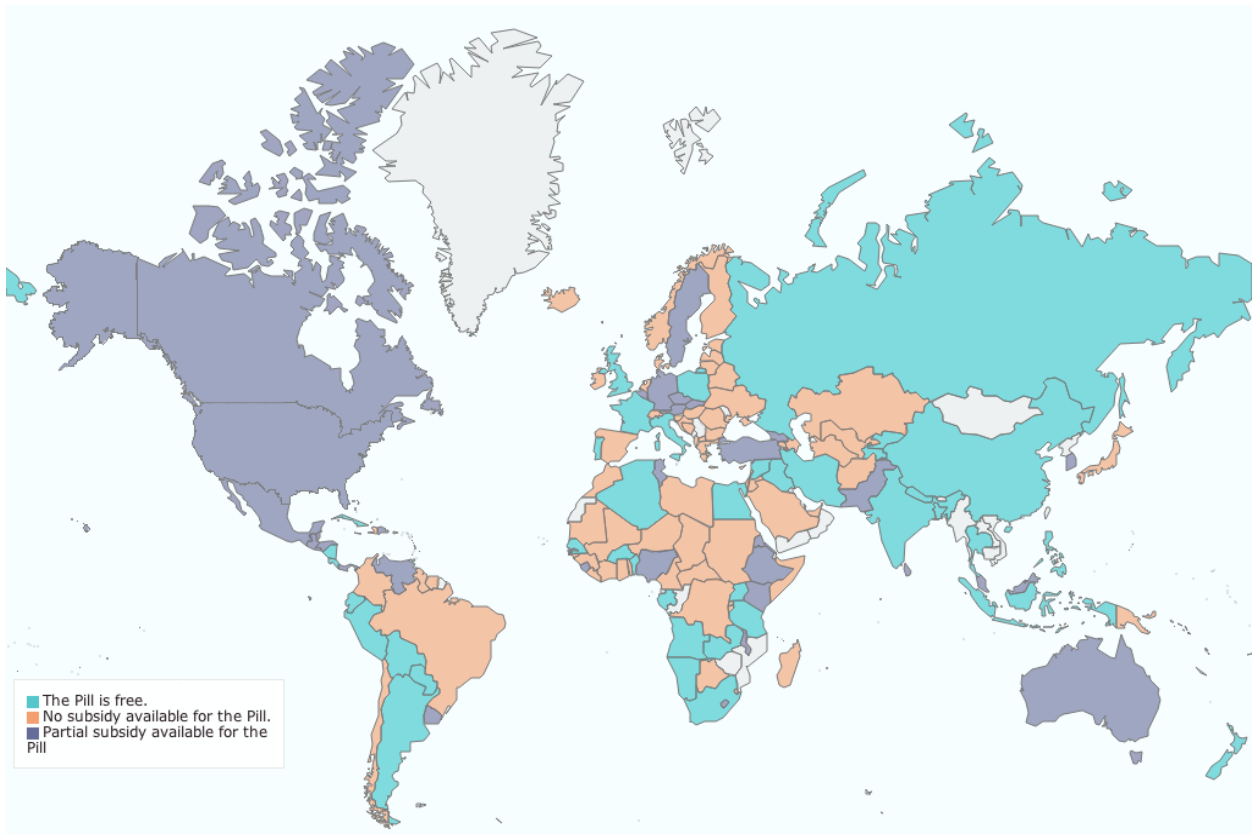 The Pill is free.
No subsidy available for the Pill.
Partial subsidy available for the
Pill